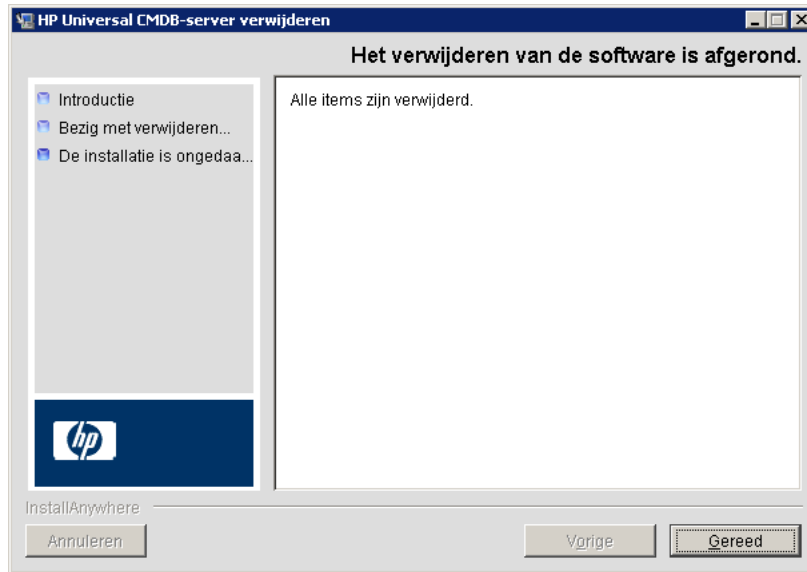 HP Universal CMDB-server verwijderen
Het verwijderen van de software is afgerond.
Introductie
Bezig met verwijderen...
De installatie is ongedaa...
Alle items zijn verwijderd.
hp
InstallAnywhere
Annuleren
Vorige
Gereed